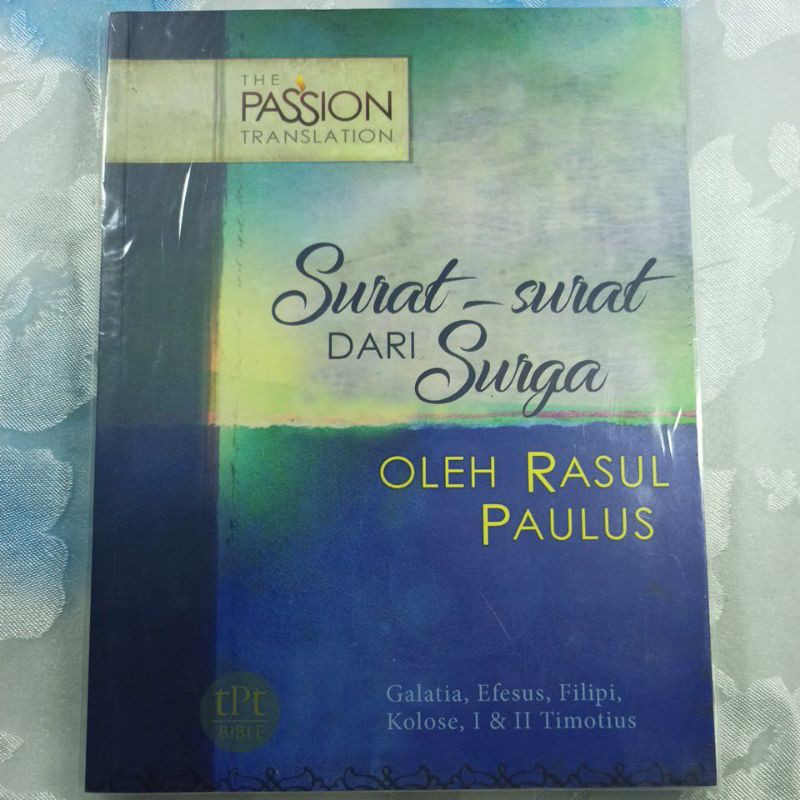 THE
PASSION
TRANSLATION
Surat - surat
DARI Surga
OLEH RASUL
PAULUS
Galatia, Efesus, Filipi,
Kolose, I & II Timotius
tPt
BIBLE